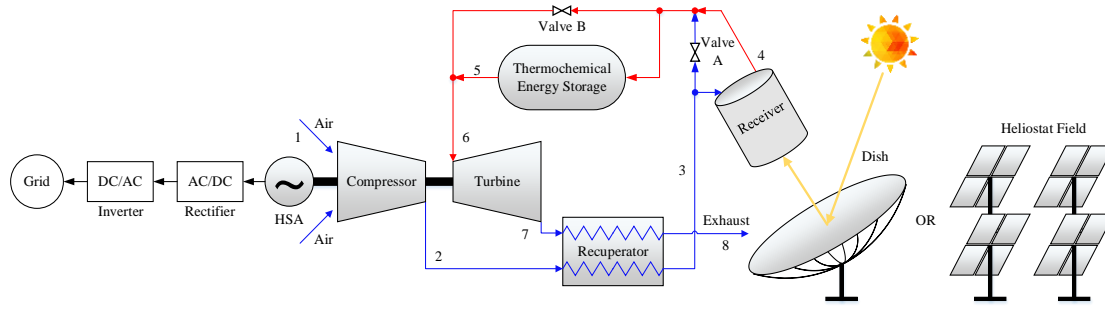 Valve B
4
Valve
A
5
Thermochemical
Energy Storage
Receiver
Air
1
6
3
Heliostat Field
Dish
Grid
DC/AC
AC/DC
~
Compressor
Turbine
Inverter
Rectifier
HSA
Air
2
7
Recuperator
Exhaust
8
OR